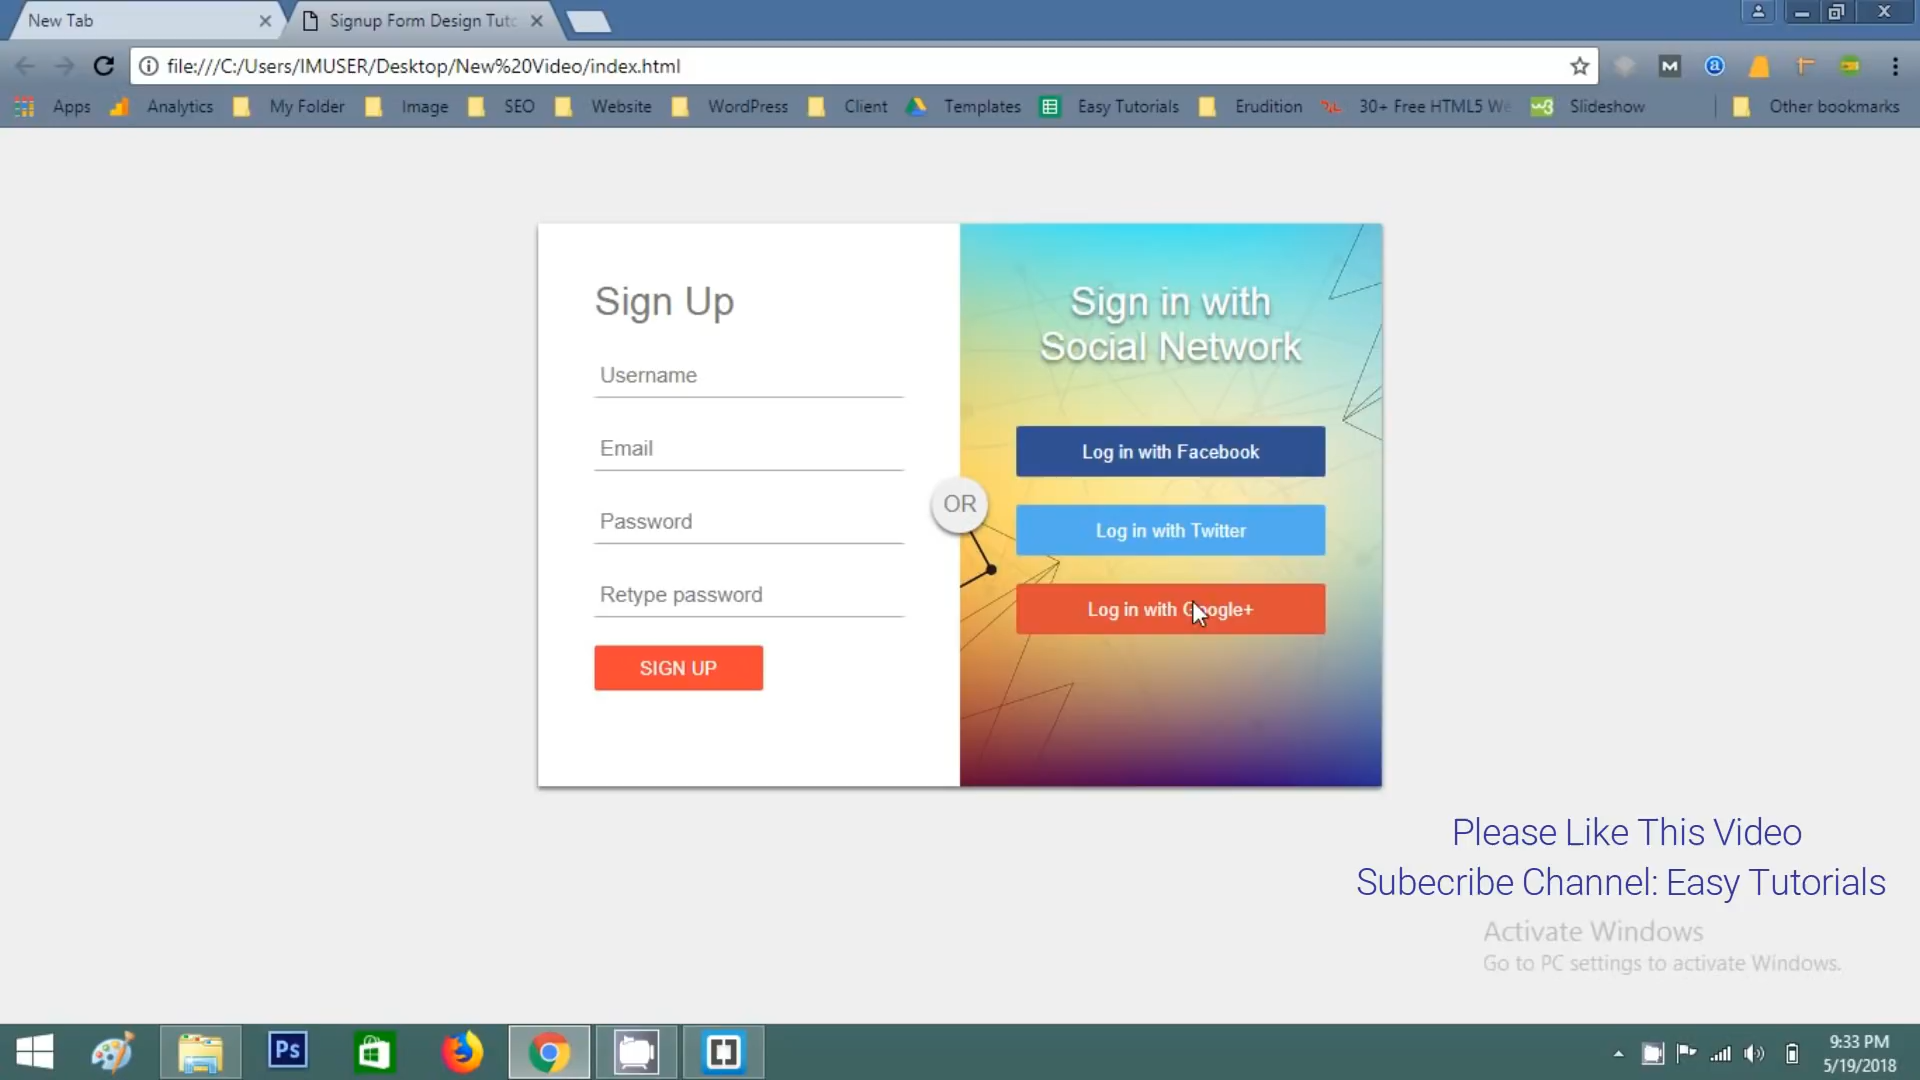 New Tab
Signup Form Design Tut
file:///C:/Users/IMUSER/Desktop/New%20Video/index.html
Apps Analytics My Folder Image SEO Website WordPress Client Templates Easy Tutorials Erudition 30+ Free HTML5 We Slideshow Other bookmarks
Sign Up
Username
Email
Password
Retype password
SIGN UP
OR
Sign in with
Social Network
Log in with Facebook
Log in with Twitter
Log in with Google+
Please Like This Video
Subecribe Channel: Easy Tutorials
Activate Windows
Go to PC settings to activate Windows.
Ps
9:33 PM
5/19/2018